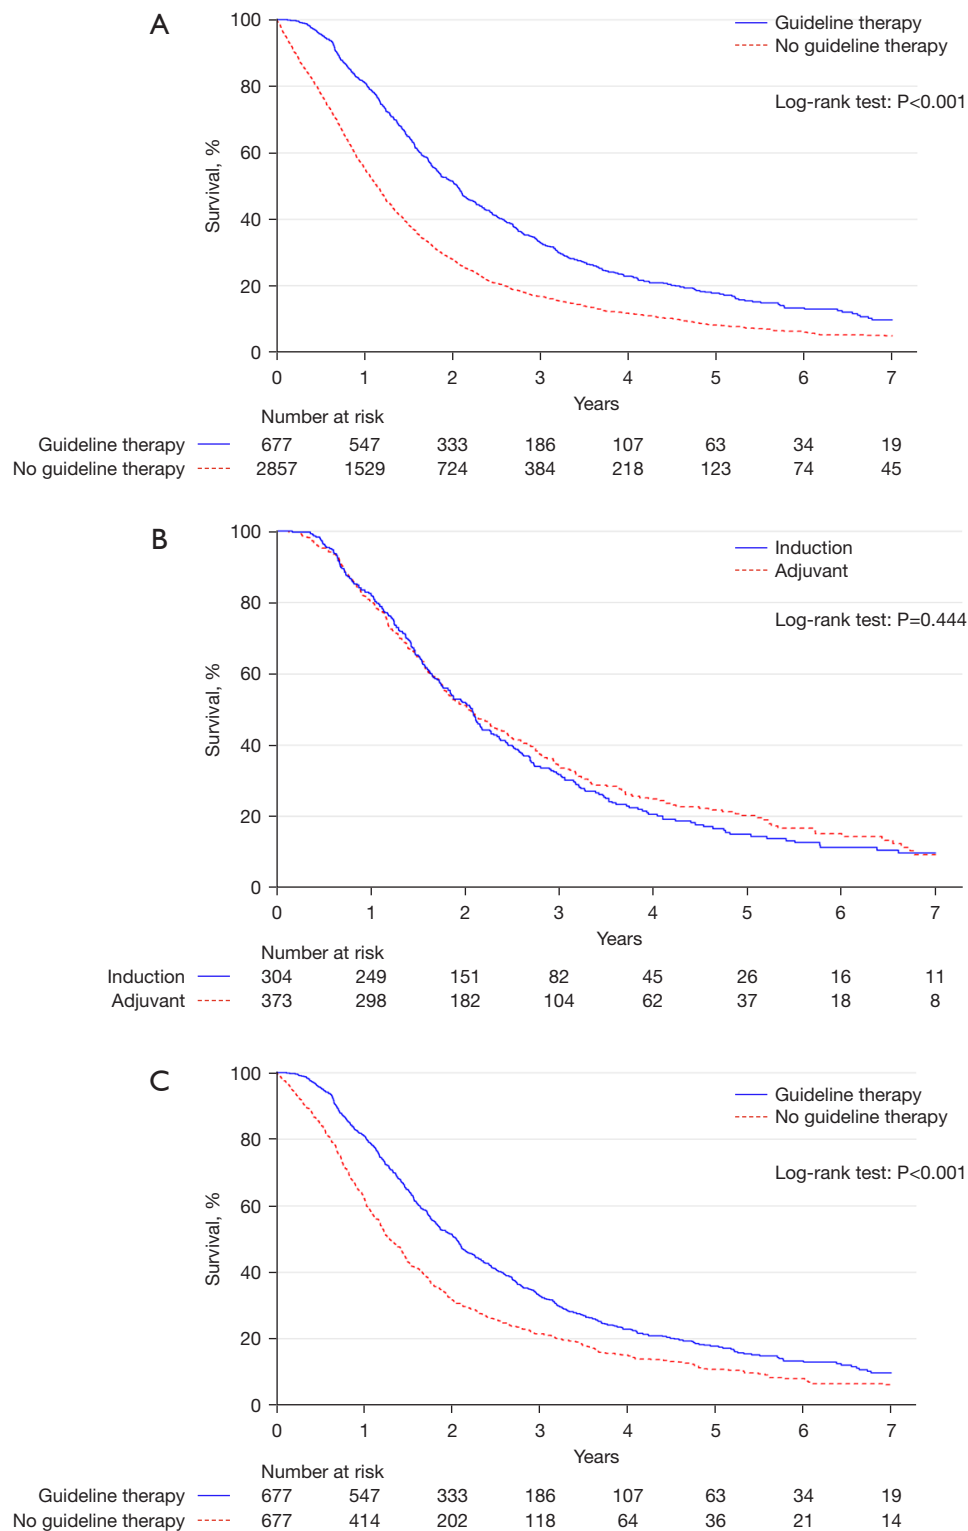 A
Guideline therapy
No guideline therapy
Log-rank test: P<0.001
Survival, %
100
80
60
40
20
0
0 1 2 3 4 5 6 7
Years
Number at risk
Guideline therapy 677 547 333 186 107 63 34 19
No guideline therapy 2857 1529 724 384 218 123 74 45
B
Induction
Adjuvant
Log-rank test: P=0.444
Survival, %
100
80
60
40
20
0
0 1 2 3 4 5 6 7
Years
Number at risk
Induction 304 249 151 82 45 26 16 11
Adjuvant 373 298 182 104 62 37 18 8
C
Guideline therapy
No guideline therapy
Log-rank test: P<0.001
Survival, %
100
80
60
40
20
0
0 1 2 3 4 5 6 7
Years
Number at risk
Guideline therapy 677 547 333 186 107 63 34 19
No guideline therapy 677 414 202 118 64 36 21 14